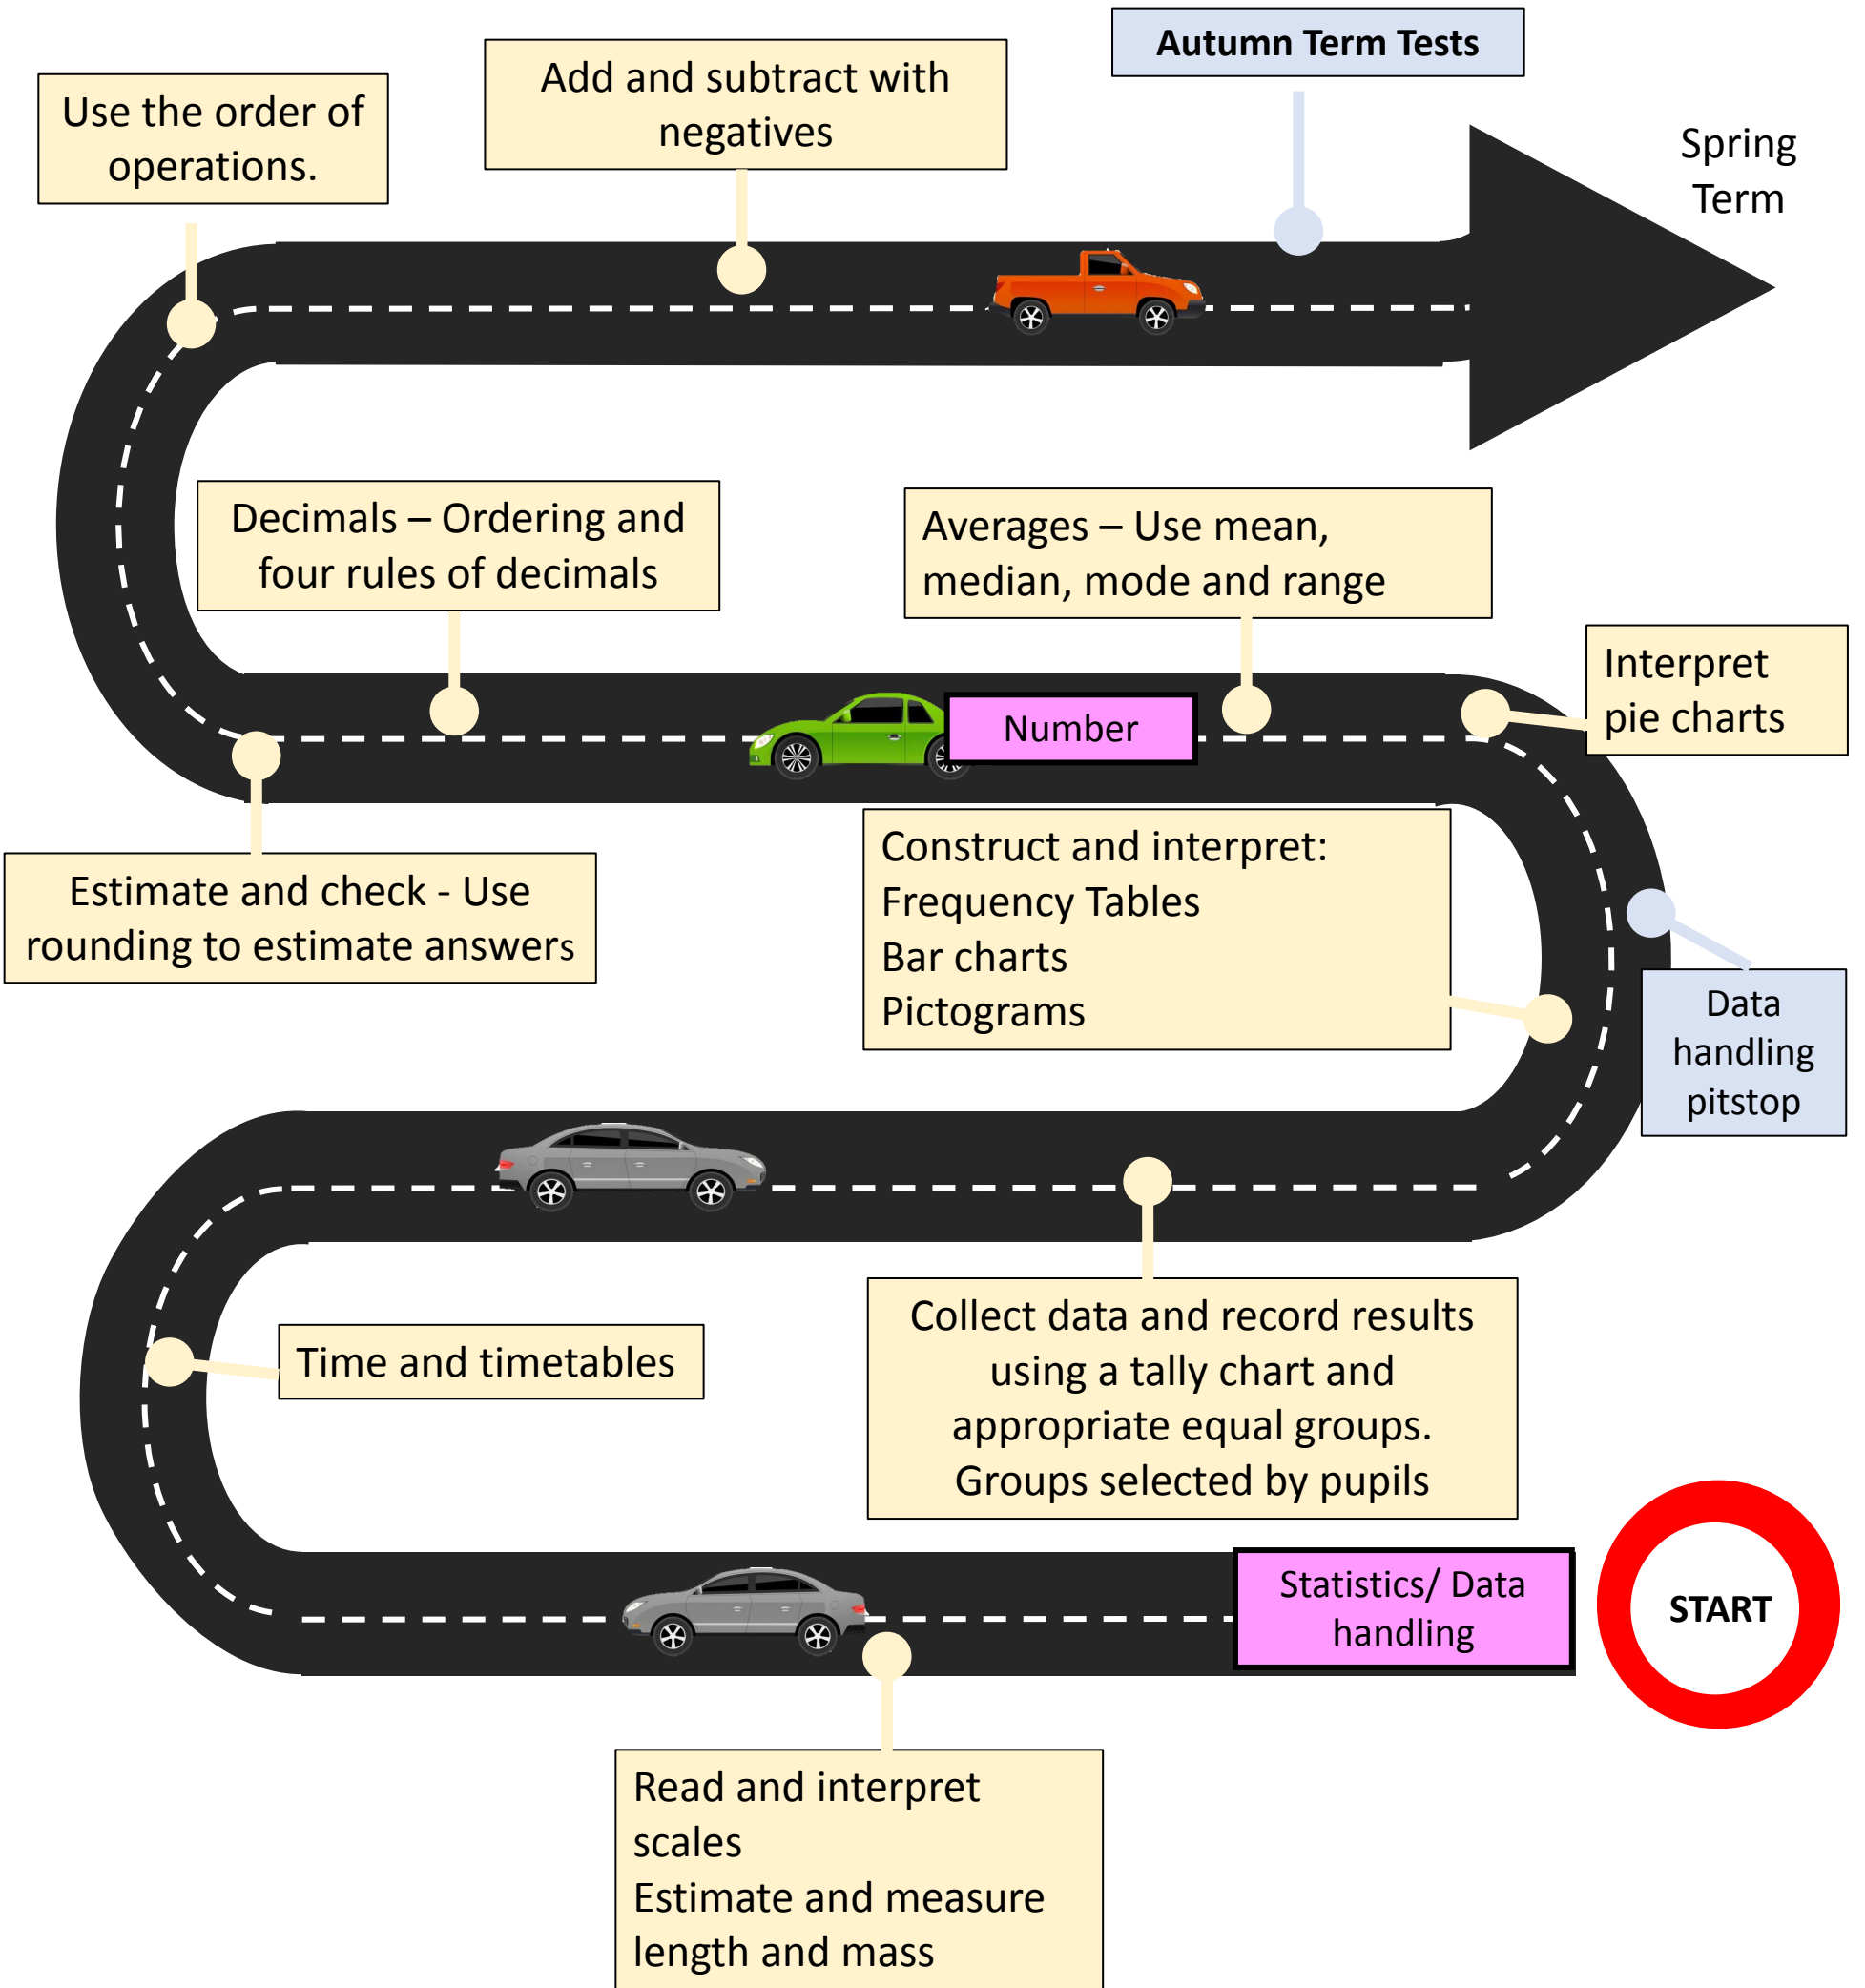 Autumn Term Tests
Use the order of
operations.
Add and subtract with
negatives
Spring
Term
Decimals – Ordering and
four rules of decimals
Averages – Use mean,
median, mode and range
Interpret
pie charts
Number
Estimate and check - Use
rounding to estimate answers
Construct and interpret:
Frequency Tables
Bar charts
Pictograms
Data
handling
pitstop
Time and timetables
Collect data and record results
using a tally chart and
appropriate equal groups.
Groups selected by pupils
Statistics/ Data
handling
START
Read and interpret
scales
Estimate and measure
length and mass